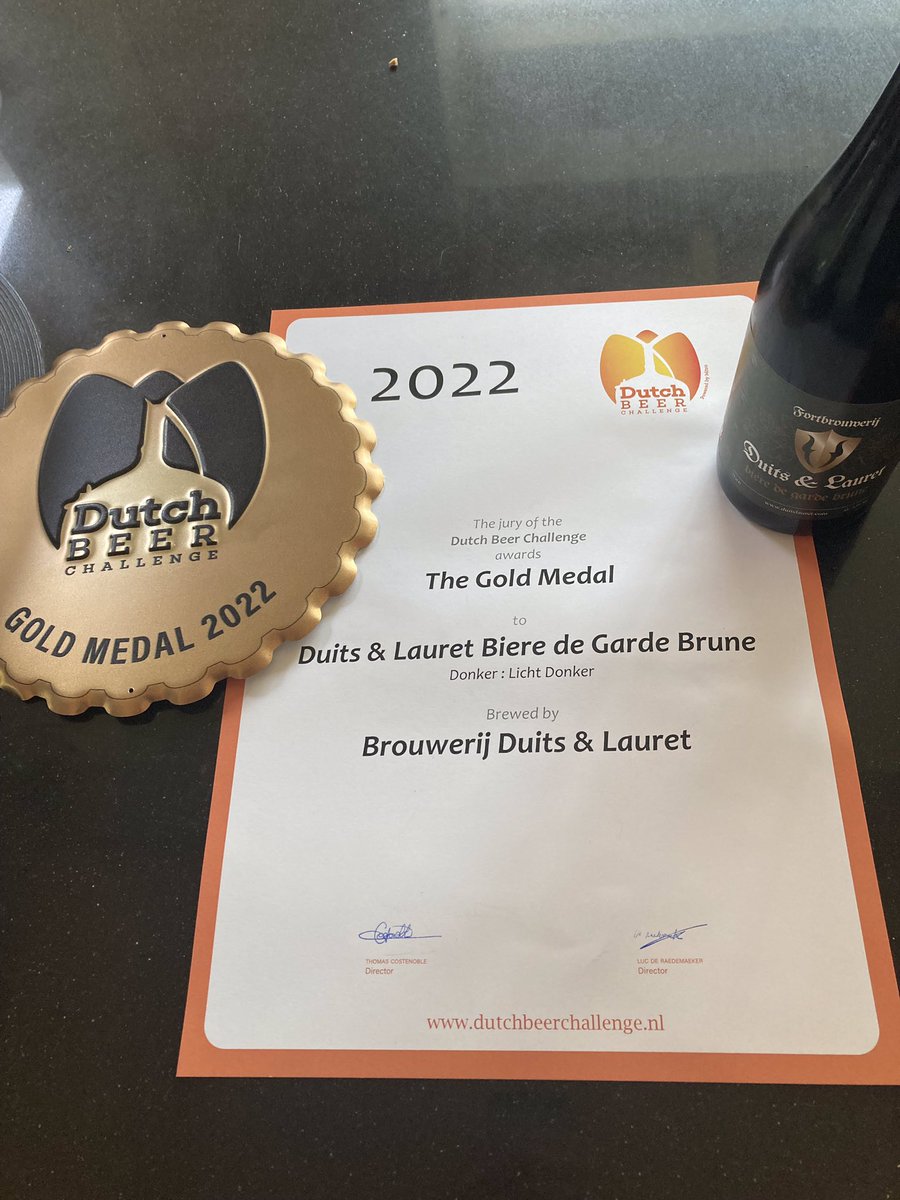 Dutch
BEER
CHALLENGE
GOLD MEDAL 2022
2022
Dutch
BEER
CHALLENGE
The jury of the
Dutch Beer Challenge
awards
The Gold Medal
to
Duits & Lauret Biere de Garde Brune
Donker : Licht Donker
Brewed by
Brouwerij Duits & Lauret
THOMAS COSTENOBLE
Director
LUC DE RAEDEMAEKER
Director
www.dutchbeerchallenge.nl
Fortbrouwerij
Duits & Lauret
bière de garde brune